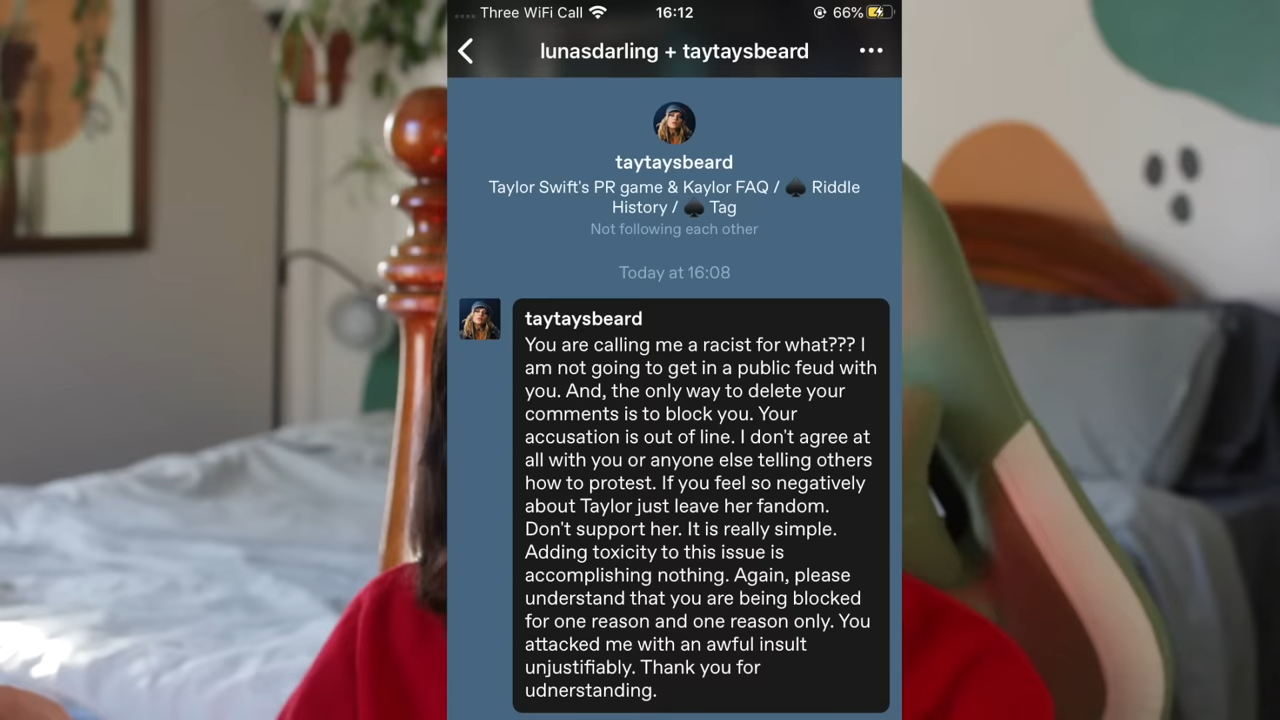 Three WiFi Call 16:12 66%
lunasdarling + taytaysbeard
taytaysbeard
Taylor Swift's PR game & Kaylor FAQ / ♠ Riddle
History / ♠ Tag
Not following each other
Today at 16:08
taytaysbeard
You are calling me a racist for what??? I
am not going to get in a public feud with
you. And, the only way to delete your
comments is to block you. Your
accusation is out of line. I don't agree at
all with you or anyone else telling others
how to protest. If you feel so negatively
about Taylor just leave her fandom.
Don't support her. It is really simple.
Adding toxicity to this issue is
accomplishing nothing. Again, please
understand that you are being blocked
for one reason and one reason only. You
attacked me with an awful insult
unjustifiably. Thank you for
udnerstanding.